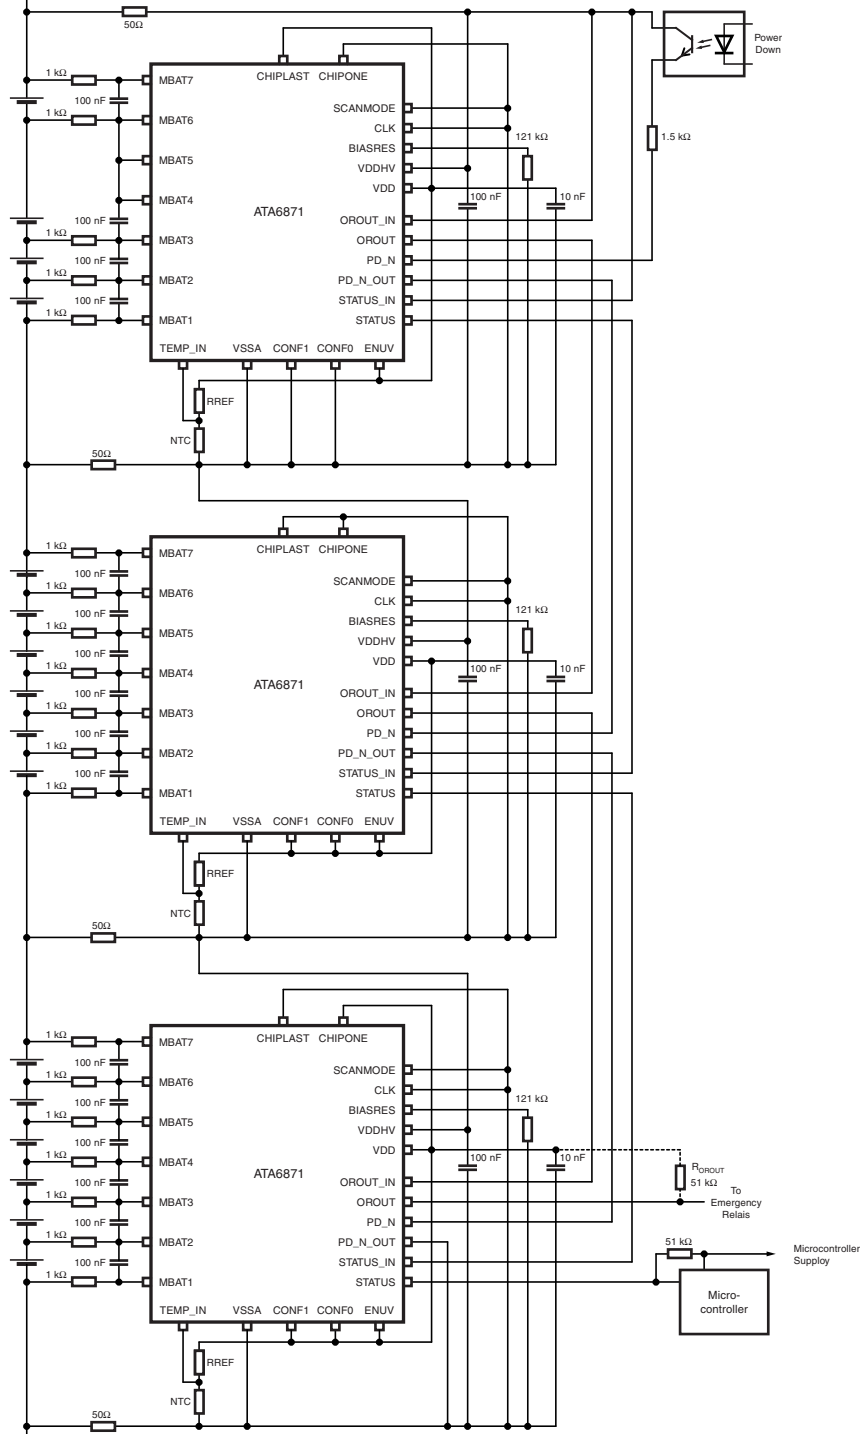 50Ω
Power
Down
1 kΩ
MBAT7
CHIPLAST
CHIPONE
100 nF
SCANMODE
1 kΩ
MBAT6
CLK
121 kΩ
1.5 kΩ
BIASRES
MBAT5
VDDHV
VDD
100 nF
10 nF
MBAT4
ATA6871
100 nF
OROUT_IN
1 kΩ
MBAT3
OROUT
100 nF
PD_N
1 kΩ
MBAT2
PD_N_OUT
100 nF
STATUS_IN
1 kΩ
MBAT1
STATUS
TEMP_IN
VSSA
CONF1
CONF0
ENUV
RREF
NTC
50Ω
1 kΩ
MBAT7
CHIPLAST
CHIPONE
100 nF
SCANMODE
1 kΩ
MBAT6
CLK
121 kΩ
100 nF
BIASRES
1 kΩ
MBAT5
VDDHV
100 nF
VDD
100 nF
10 nF
1 kΩ
MBAT4
ATA6871
100 nF
OROUT_IN
1 kΩ
MBAT3
OROUT
100 nF
PD_N
1 kΩ
MBAT2
PD_N_OUT
100 nF
STATUS_IN
1 kΩ
MBAT1
STATUS
TEMP_IN
VSSA
CONF1
CONF0
ENUV
RREF
NTC
50Ω
1 kΩ
MBAT7
CHIPLAST
CHIPONE
100 nF
SCANMODE
1 kΩ
MBAT6
CLK
121 kΩ
100 nF
BIASRES
1 kΩ
MBAT5
VDDHV
100 nF
VDD
100 nF
10 nF
1 kΩ
MBAT4
ATA6871
ROROUT
51 kΩ
100 nF
OROUT_IN
1 kΩ
MBAT3
OROUT
To
Emergency
Relais
100 nF
PD_N
1 kΩ
MBAT2
PD_N_OUT
51 kΩ
Microcontroller
Supploy
100 nF
STATUS_IN
1 kΩ
MBAT1
STATUS
Micro-
controller
TEMP_IN
VSSA
CONF1
CONF0
ENUV
RREF
NTC
50Ω